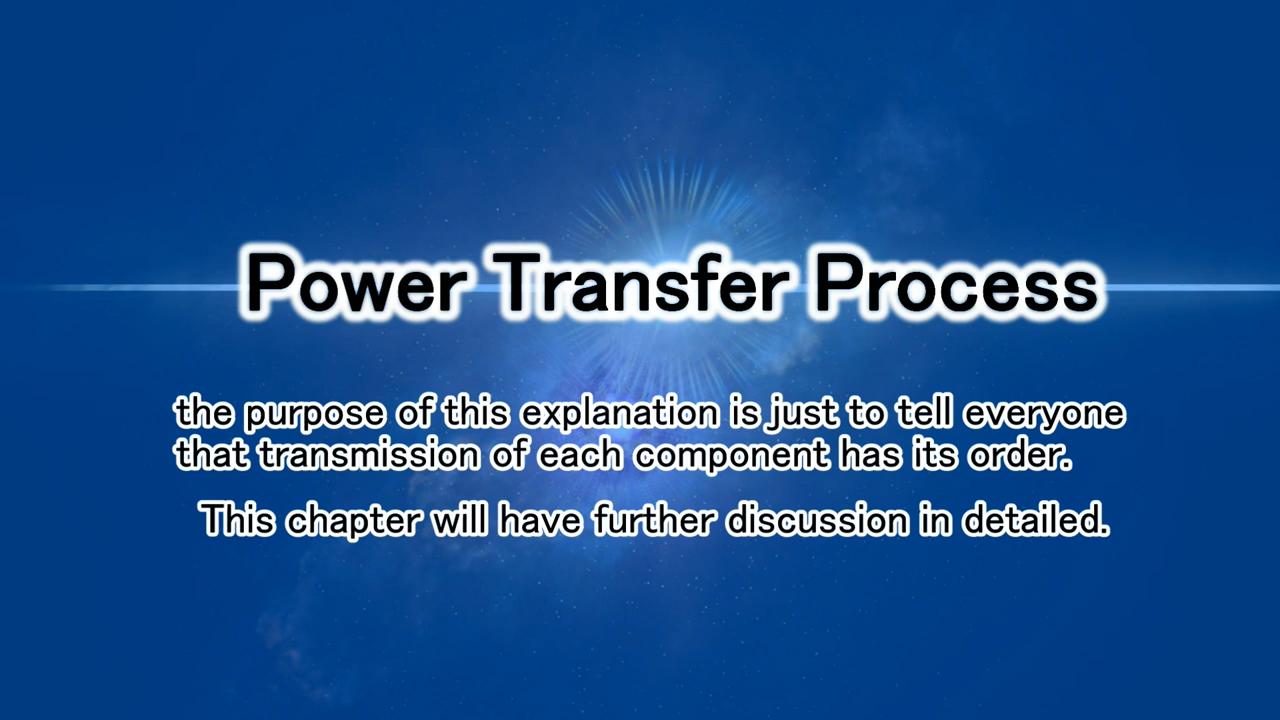 Power Transfer Process
the purpose of this explanation is just to tell everyone
that transmission of each component has its order.
This chapter will have further discussion in detailed.